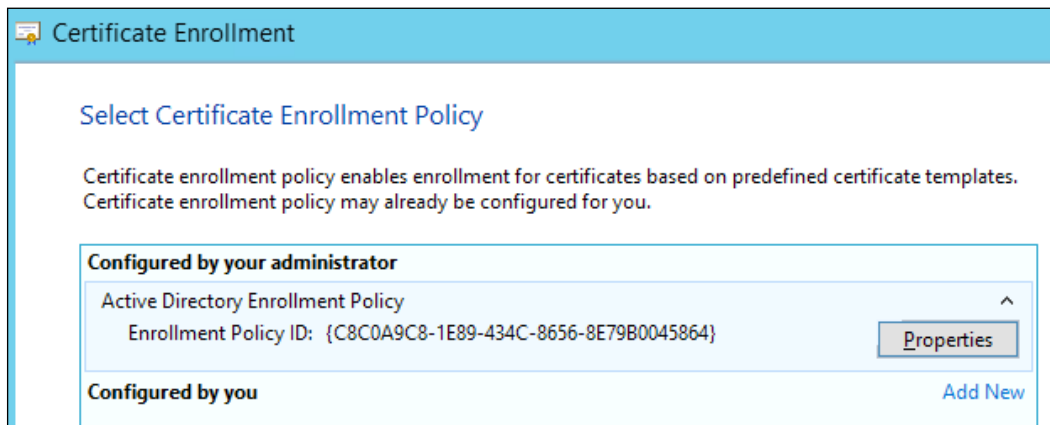 Certificate Enrollment
Select Certificate Enrollment Policy
Certificate enrollment policy enables enrollment for certificates based on predefined certificate templates.
Certificate enrollment policy may already be configured for you.
Configured by your administrator
Active Directory Enrollment Policy
Enrollment Policy ID: {C8C0A9C8-1E89-434C-8656-8E79B0045864}
Properties
Configured by you
Add New